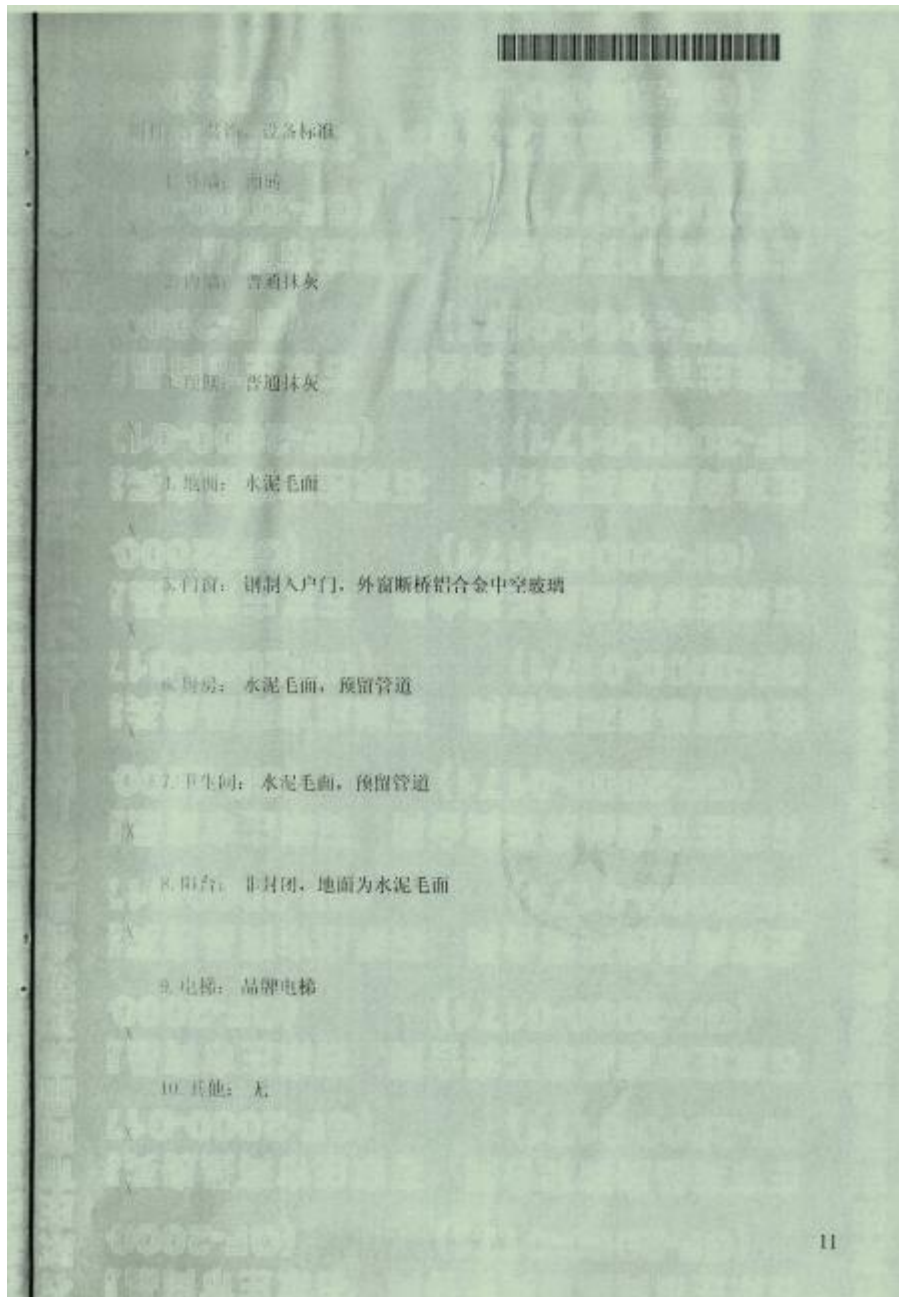 装饰、设备标准
1.外墙：面砖
X
2.内墙：普通抹灰
X
3.顶棚：普通抹灰
X
4.地面：水泥毛面
X
5.门窗：钢制入户门，外窗断桥铝合金中空玻璃
X
6.厨房：水泥毛面，预留管道
X
7.卫生间：水泥毛面，预留管道
X
8.阳台：非封闭，地面为水泥毛面
X
9.电梯：品牌电梯
X
10.其他：无
X
X
11